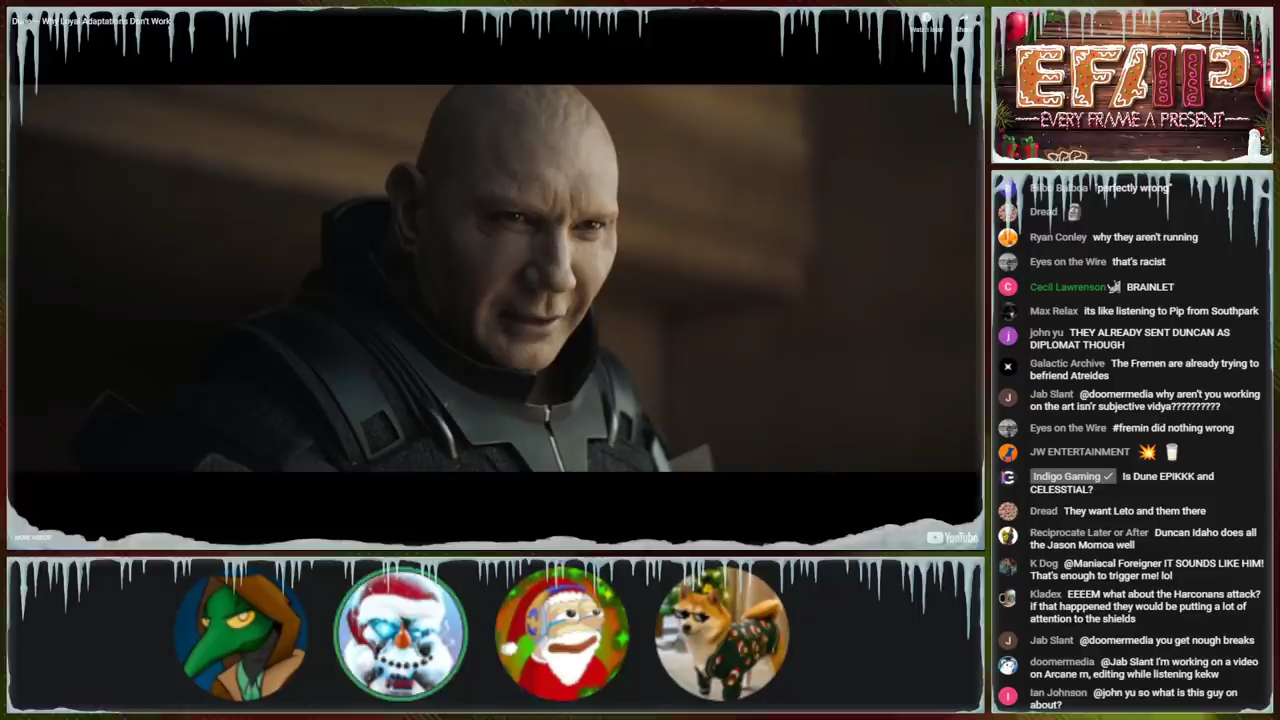 Dune - Why Loyal Adaptations Don't Work
Watch later
EFAP
EVERY FRAME A PRESENT
Bilbo Balboa "perfectly wrong"
Dread
Ryan Conley why they aren't running
Eyes on the Wire that's racist
C
Cecil Lawrenson BRAINLET
Max Relax its like listening to Pip from Southpark
j
john yu THEY ALREADY SENT DUNCAN AS
DIPLOMAT THOUGH
Galactic Archive The Fremen are already trying to
befriend Atreides
J
Jab Slant @doomermedia why aren't you working
on the art isn'r subjective vidya?????????
Eyes on the Wire #fremin did nothing wrong
JW ENTERTAINMENT
Indigo Gaming Is Dune EPIKKK and
CELESSTIAL?
Dread They want Leto and them there
Reciprocate Later or After Duncan Idaho does all
the Jason Momoa well
K Dog @Maniacal Foreigner IT SOUNDS LIKE HIM!
That's enough to trigger me! lol
Kladex EEEEM what about the Harconans attack?
if that happpened they would be putting a lot of
attention to the shields
J
Jab Slant @doomermedia you get nough breaks
doomermedia @Jab Slant I'm working on a video
on Arcane rn, editing while listening kekw
I
Ian Johnson @john yu so what is this guy on
about?
MORE VIDEOS
YouTube